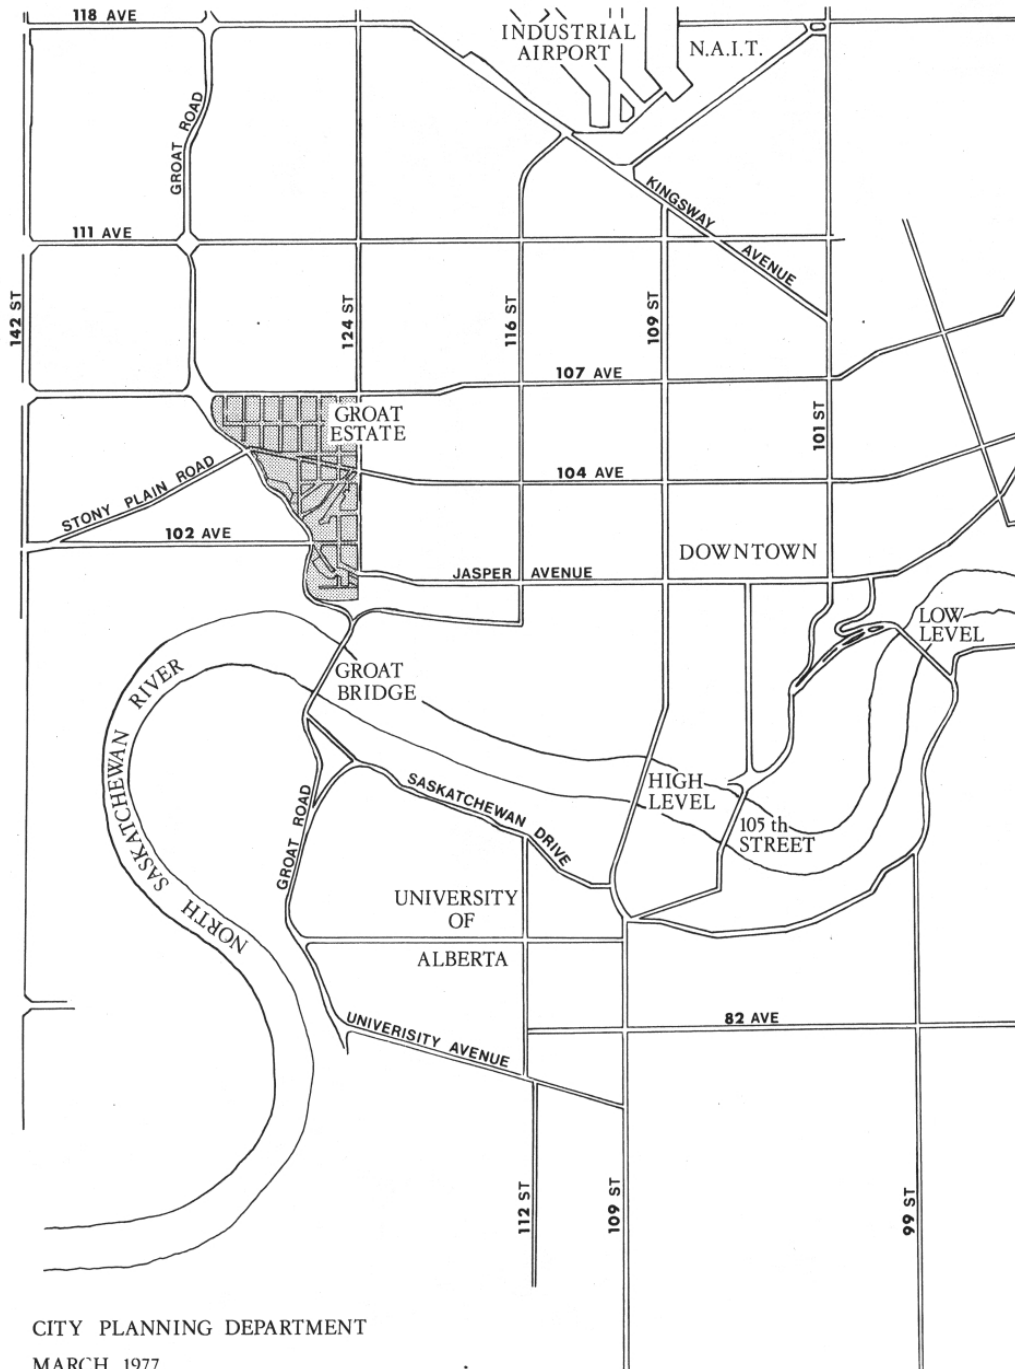 118 AVE
INDUSTRIAL
AIRPORT
N.A.I.T.
GROAT ROAD
KINGSWAY AVENUE
111 AVE
142 ST
124 ST
116 ST
109 ST
107 AVE
101 ST
GROAT
ESTATE
STONY PLAIN ROAD
104 AVE
102 AVE
DOWNTOWN
JASPER AVENUE
LOW
LEVEL
GROAT
BRIDGE
NORTH SASKATCHEWAN RIVER
SASKATCHEWAN DRIVE
HIGH
LEVEL
105 th
STREET
GROAT ROAD
UNIVERSITY
OF
ALBERTA
82 AVE
UNIVERISITY AVENUE
112 ST
109 ST
99 ST
CITY PLANNING DEPARTMENT
MARCH 1977